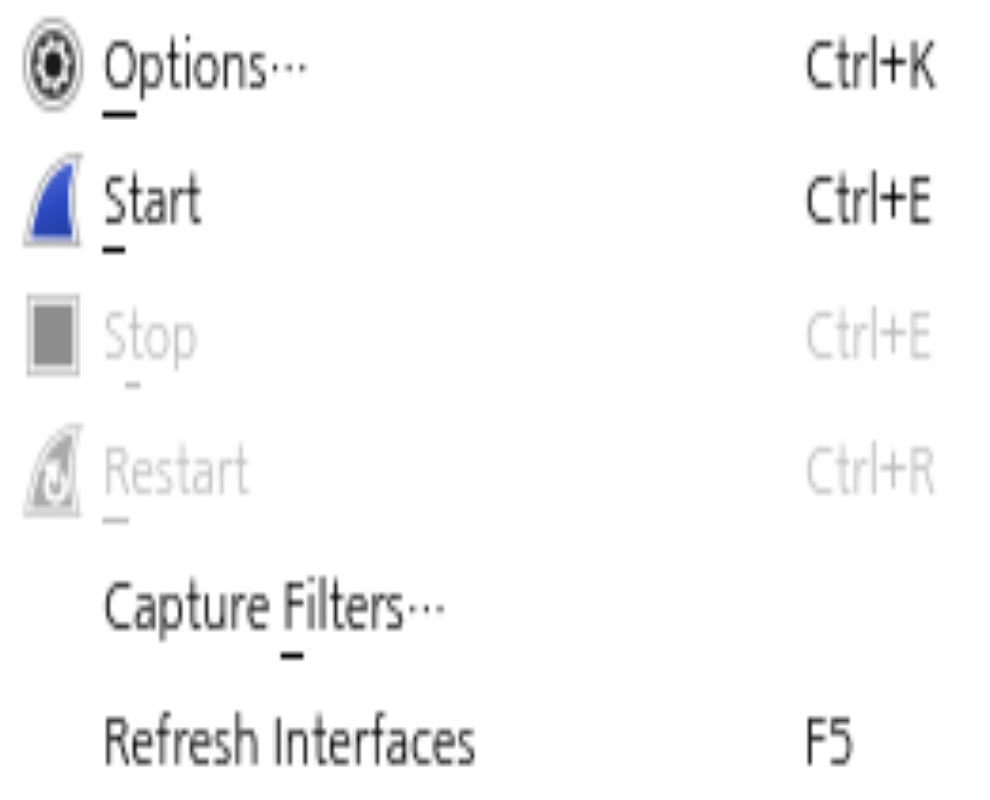 Options… Ctrl+K
Start Ctrl+E
Stop Ctrl+E
Restart Ctrl+R
Capture Filters…
Refresh Interfaces F5